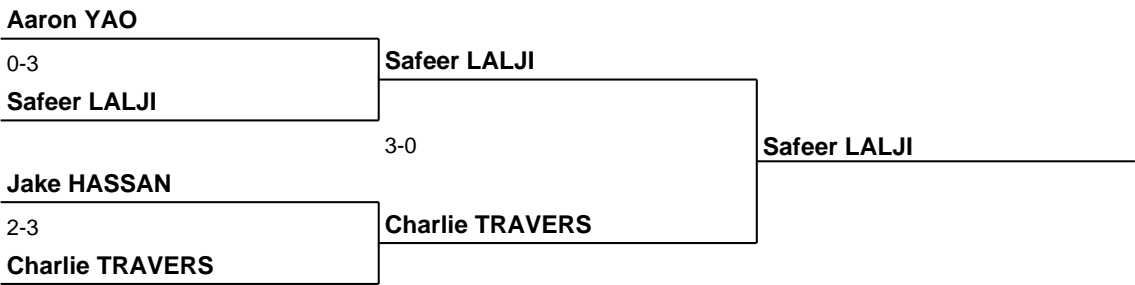 Aaron YAO
0-3
Safeer LALJI
Safeer LALJI
3-0
Safeer LALJI
Jake HASSAN
2-3
Charlie TRAVERS
Charlie TRAVERS